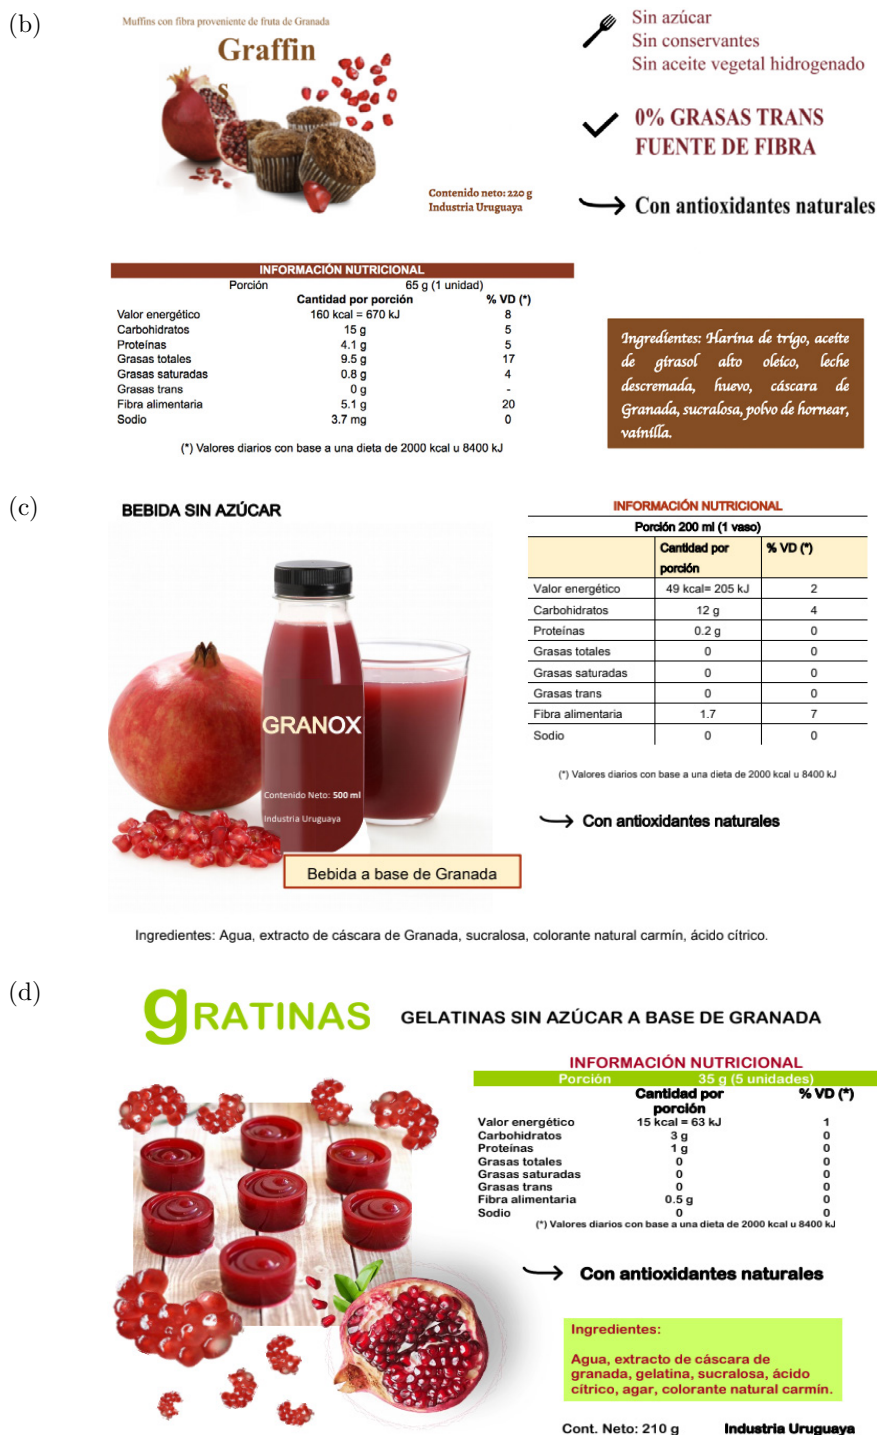 (b)
Muffins con fibra proveniente de fruta de Granada
Graffin
s
Contenido neto: 220 g
Industria Uruguaya
Sin azúcar
Sin conservantes
Sin aceite vegetal hidrogenado
0% GRASAS TRANS
FUENTE DE FIBRA
Con antioxidantes naturales
INFORMACIÓN NUTRICIONAL
Porción 65 g (1 unidad)
Cantidad por porción % VD (*)
Valor energético 160 kcal = 670 kJ 8
Carbohidratos 15 g 5
Proteínas 4.1 g 5
Grasas totales 9.5 g 17
Grasas saturadas 0.8 g 4
Grasas trans 0 g -
Fibra alimentaria 5.1 g 20
Sodio 3.7 mg 0
(*) Valores diarios con base a una dieta de 2000 kcal u 8400 kJ
Ingredientes: Harina de trigo, aceite
de girasol alto oleico, leche
descremada, huevo, cáscara de
Granada, sucralosa, polvo de hornear,
vainilla.
(c)
BEBIDA SIN AZÚCAR
GRANOX
Contenido Neto: 500 ml
Industria Uruguaya
Bebida a base de Granada
INFORMACIÓN NUTRICIONAL
Porción 200 ml (1 vaso)
Cantidad por % VD (*)
porción
Valor energético 49 kcal= 205 kJ 2
Carbohidratos 12 g 4
Proteínas 0.2 g 0
Grasas totales 0 0
Grasas saturadas 0 0
Grasas trans 0 0
Fibra alimentaria 1.7 7
Sodio 0 0
(*) Valores diarios con base a una dieta de 2000 kcal u 8400 kJ
Con antioxidantes naturales
Ingredientes: Agua, extracto de cáscara de Granada, sucralosa, colorante natural carmín, ácido cítrico.
(d)
gRATINAS
GELATINAS SIN AZÚCAR A BASE DE GRANADA
INFORMACIÓN NUTRICIONAL
Porción 35 g (5 unidades)
Cantidad por % VD (*)
porción
Valor energético 15 kcal = 63 kJ 1
Carbohidratos 3 g 0
Proteínas 1 g 0
Grasas totales 0 0
Grasas saturadas 0 0
Grasas trans 0 0
Fibra alimentaria 0.5 g 0
Sodio 0 0
(*) Valores diarios con base a una dieta de 2000 kcal u 8400 kJ
Con antioxidantes naturales
Ingredientes:
Agua, extracto de cáscara de
granada, gelatina, sucralosa, ácido
cítrico, agar, colorante natural carmín.
Cont. Neto: 210 g Industria Uruguaya